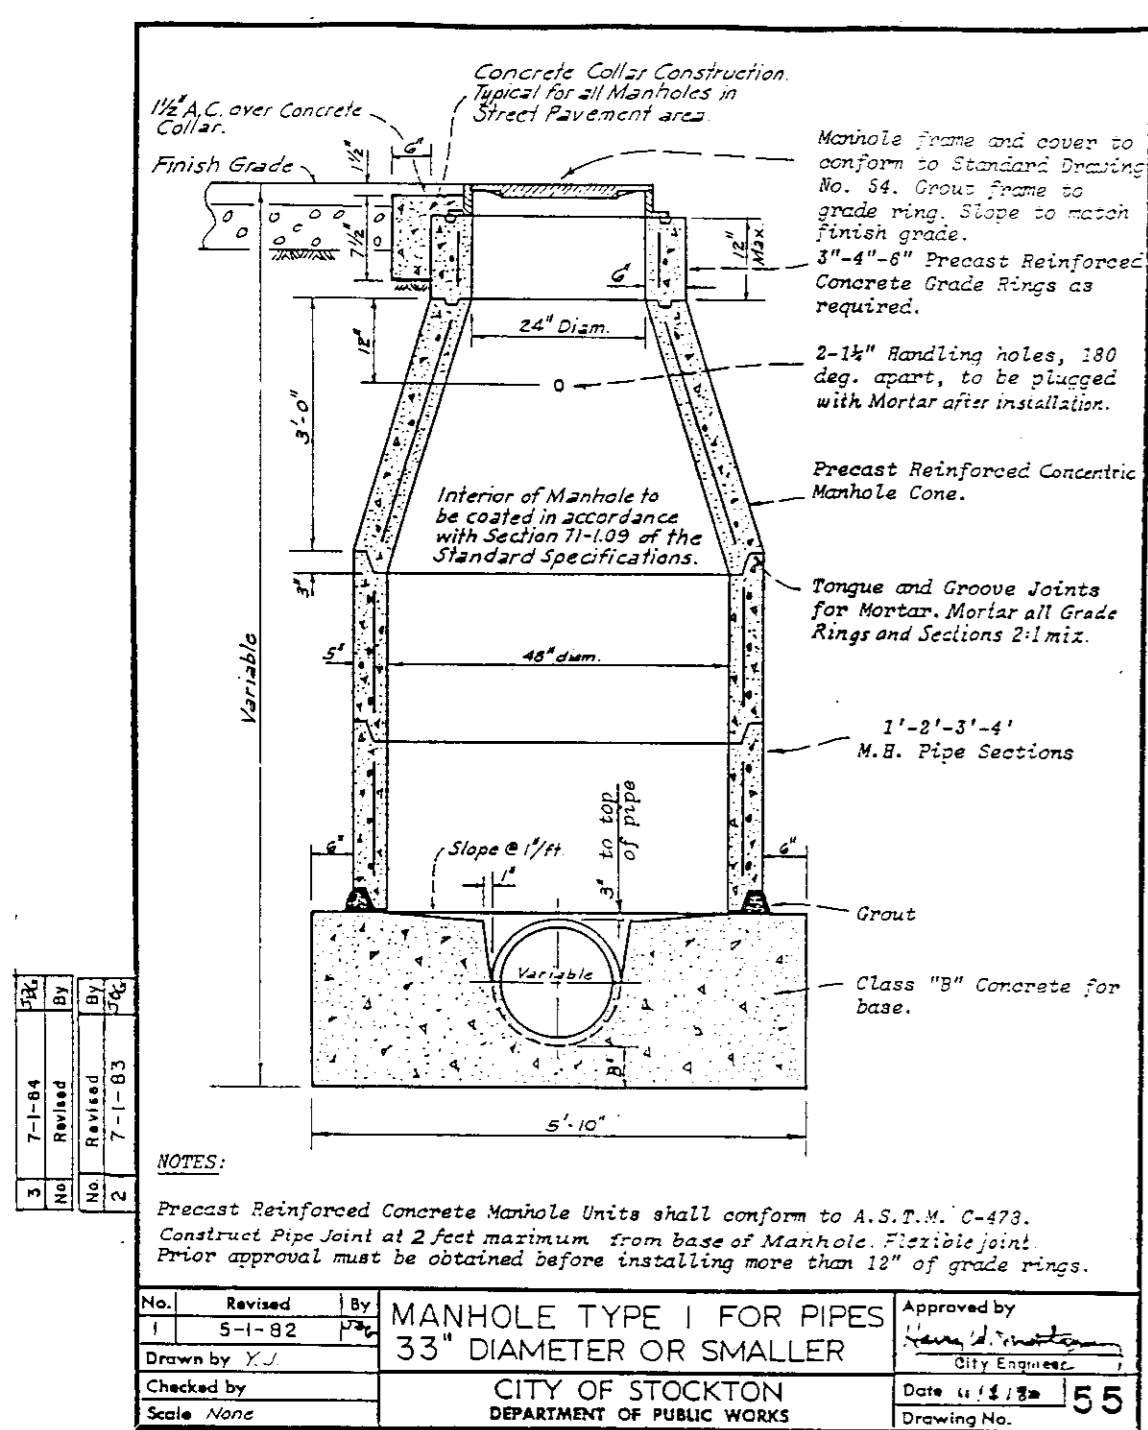 Concrete Collar Construction.
Typical for all Manholes in
Street Pavement area.
1½" A.C. over Concrete
Collar.
6"
1½"
Finish Grade
Manhole frame and cover to
conform to Standard Drawing
No. 54. Grout frame to
grade ring. Slope to match
finish grade.
7½"
12"
Max.
6"
3"-4"-6" Precast Reinforced
Concrete Grade Rings as
required.
24" Diam.
12"
2-1½" Handling holes, 180
deg. apart, to be plugged
with Mortar after installation.
3'-0"
Precast Reinforced Concentric
Manhole Cone.
Interior of Manhole to
be coated in accordance
with Section 71-1.09 of the
Standard Specifications.
3"
Tongue and Groove Joints
for Mortar. Mortar all Grade
Rings and Sections 2:1 mix.
Variable
5"
48" diam.
1'-2'-3'-4'
M.H. Pipe Sections
3" to top
of pipe
6"
Slope @ 1"/ft.
1"
6"
Grout
Variable
Class "B" Concrete for
base.
8"
5'-10"
NOTES:
Precast Reinforced Concrete Manhole Units shall conform to A.S.T.M. C-478.
Construct Pipe Joint at 2 feet maximum from base of Manhole. Flexible joint.
Prior approval must be obtained before installing more than 12" of grade rings.
3 7-1-84
No Revised By
No. Revised By
2 7-1-83
No. Revised By
1 5-1-82
Drawn by Y.J.
Checked by
Scale None
MANHOLE TYPE I FOR PIPES
33" DIAMETER OR SMALLER
CITY OF STOCKTON
DEPARTMENT OF PUBLIC WORKS
Approved by
City Engineer
Date
Drawing No.
55